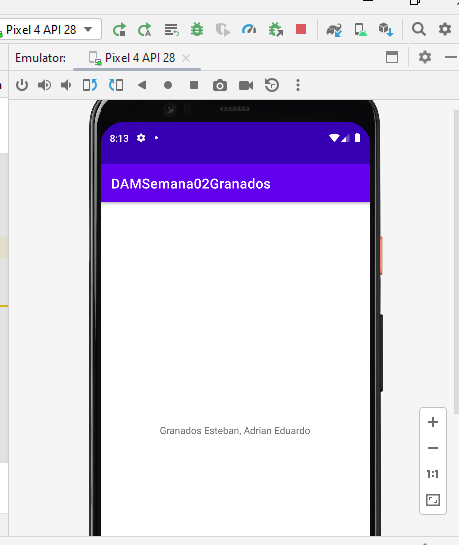 Pixel 4 API 28
Emulator:
Pixel 4 API 28
8:13
DAMSemana02Granados
Granados Esteban, Adrian Eduardo
1:1